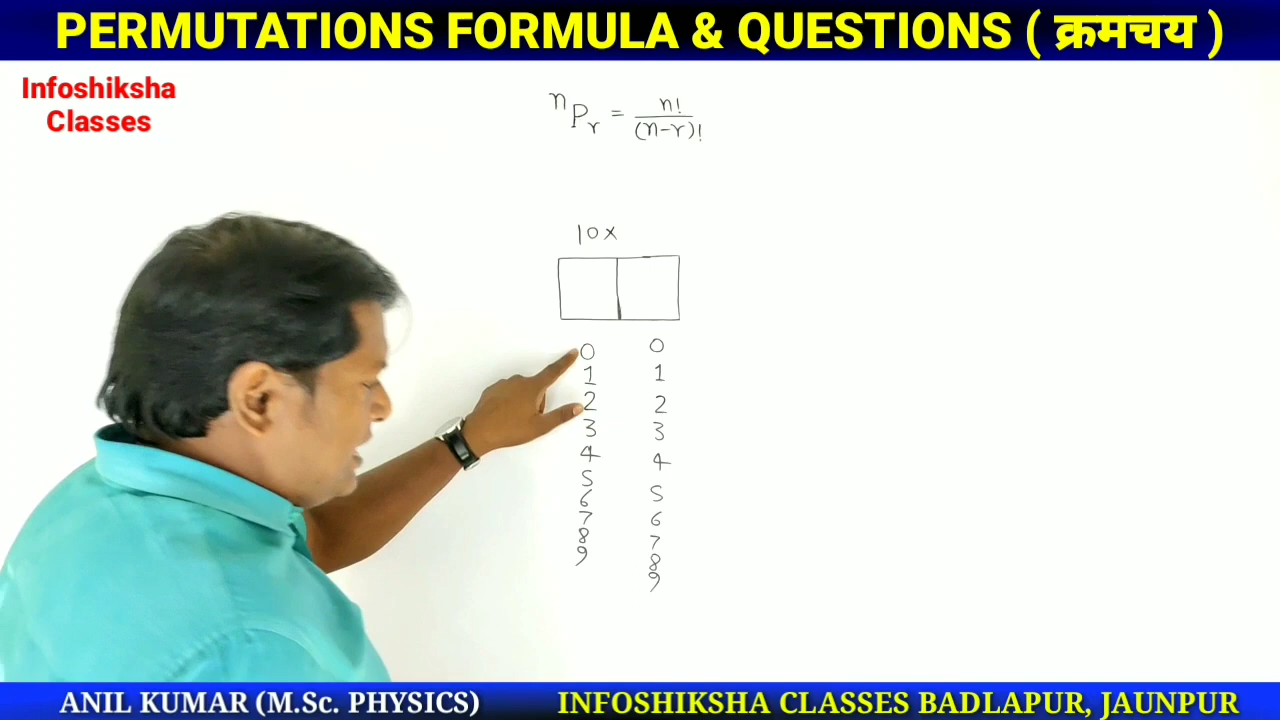 PERMUTATIONS FORMULA & QUESTIONS ( क्रमचय )
Infoshiksha
Classes
nPr = n!/(n-r)!
10×
0 0
1 1
2 2
3 3
4 4
5 5
6 6
7 7
8 8
9 9
ANIL KUMAR (M.Sc. PHYSICS) INFOSHIKSHA CLASSES BADLAPUR, JAUNPUR